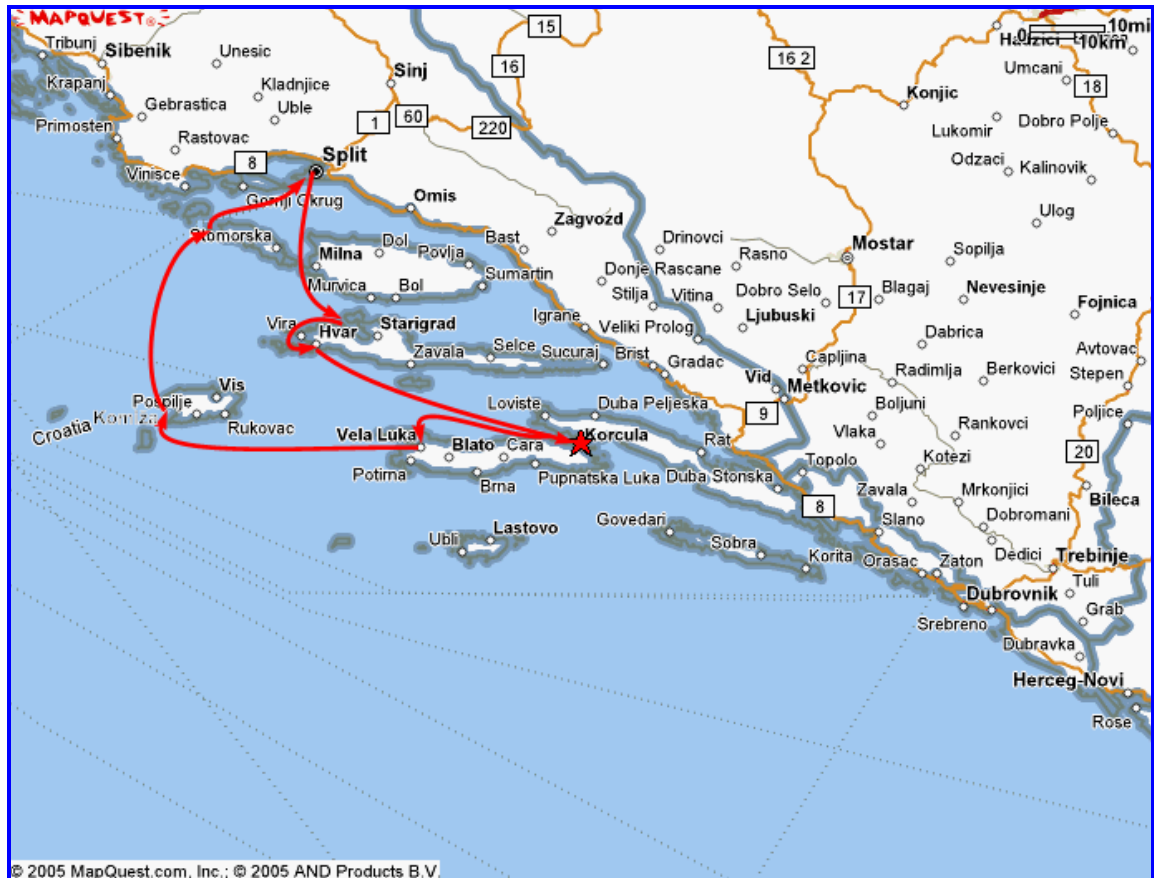 MAPQUEST
15
10mi
0
10km
Tribunj
Sibenik
Unesic
16
16 2
Umcani
Sinj
18
Krapanj
Kladnjice
Konjic
Gebrastica
Uble
60
1
220
Lukomir
Dobro Polje
Primosten
Rastovac
8
Split
Odzaci
Kalinovik
Vinisce
Gornji Okrug
Omis
Zagvozd
Ulog
Stomorska
Dol
Bast
Drinovci
Mostar
Sopilja
Milna
Povlja
Rasno
Donje Rascane
Sumartin
Murvica
Bol
Stilja
Vitina
Dobro Selo
17
Blagaj
Nevesinje
Fojnica
Igrane
Ljubuski
Vira
Hvar
Starigrad
Veliki Prolog
Dabrica
Zavala
Selce
Sucuraj
Brist
Gradac
Capljina
Avtovac
Radimlja
Berkovici
Stepen
Vis
Vid
Metkovic
Pospilje
Croatia
Rukovac
Loviste
Duba Peljeska
9
Boljuni
Poljice
Vela Luka
Blato
Cara
Korcula
Rat
Vlaka
Rankovci
20
Potirna
Brna
Pupnatska Luka
Duba Stonska
Topolo
Kotezi
Zavala
Mrkonjici
Bileca
8
Govedari
Slano
Dobromani
Ubli
Lastovo
Sobra
Korita
Orasac
Zaton
Dedici
Trebinje
Tuli
Dubrovnik
Grab
Srebreno
Dubravka
Herceg-Novi
Rose
© 2005 MapQuest.com, Inc.; © 2005 AND Products B.V.